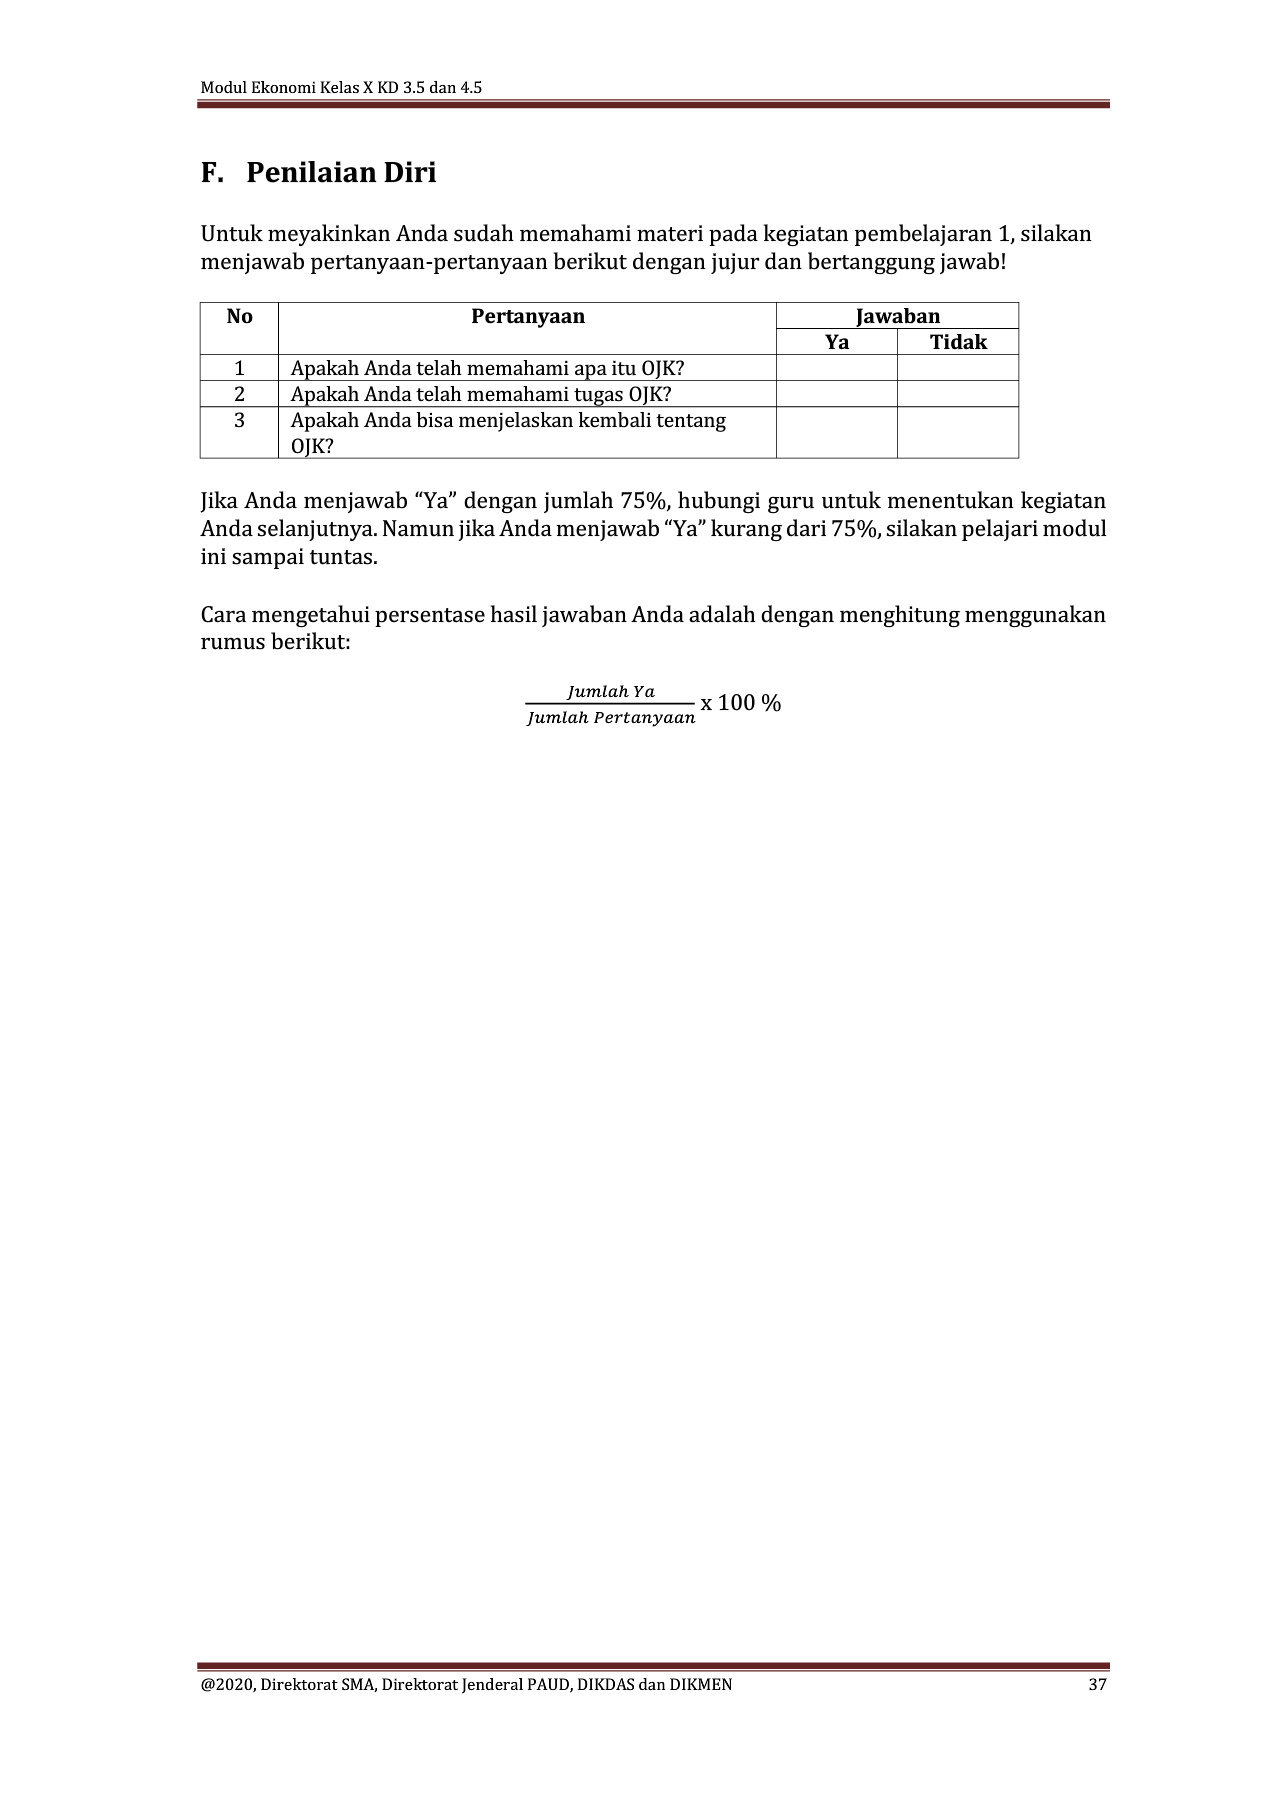 Modul Ekonomi Kelas X KD 3.5 dan 4.5
F. Penilaian Diri
Untuk meyakinkan Anda sudah memahami materi pada kegiatan pembelajaran 1, silakan
menjawab pertanyaan-pertanyaan berikut dengan jujur dan bertanggung jawab!
No Pertanyaan Jawaban
Ya Tidak
1 Apakah Anda telah memahami apa itu OJK?
2 Apakah Anda telah memahami tugas OJK?
3 Apakah Anda bisa menjelaskan kembali tentang
OJK?
Jika Anda menjawab “Ya” dengan jumlah 75%, hubungi guru untuk menentukan kegiatan
Anda selanjutnya. Namun jika Anda menjawab “Ya” kurang dari 75%, silakan pelajari modul
ini sampai tuntas.
Cara mengetahui persentase hasil jawaban Anda adalah dengan menghitung menggunakan
rumus berikut:
Jumlah Ya
Jumlah Pertanyaan x 100 %
@2020, Direktorat SMA, Direktorat Jenderal PAUD, DIKDAS dan DIKMEN 37